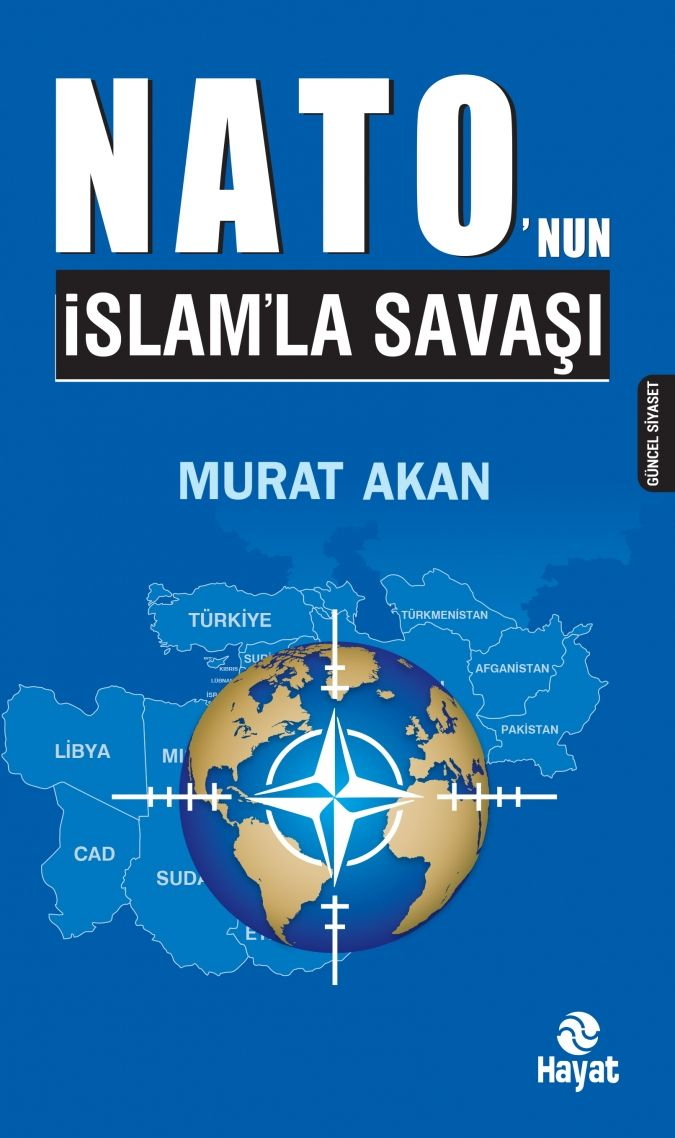 NATO'NUN
İSLAM'LA SAVAŞI
GÜNCEL SİYASET
MURAT AKAN
TÜRKİYE
TÜRKMENİSTAN
KIBRIS
AFGANİSTAN
PAKİSTAN
LİBYA
CAD
Hayat